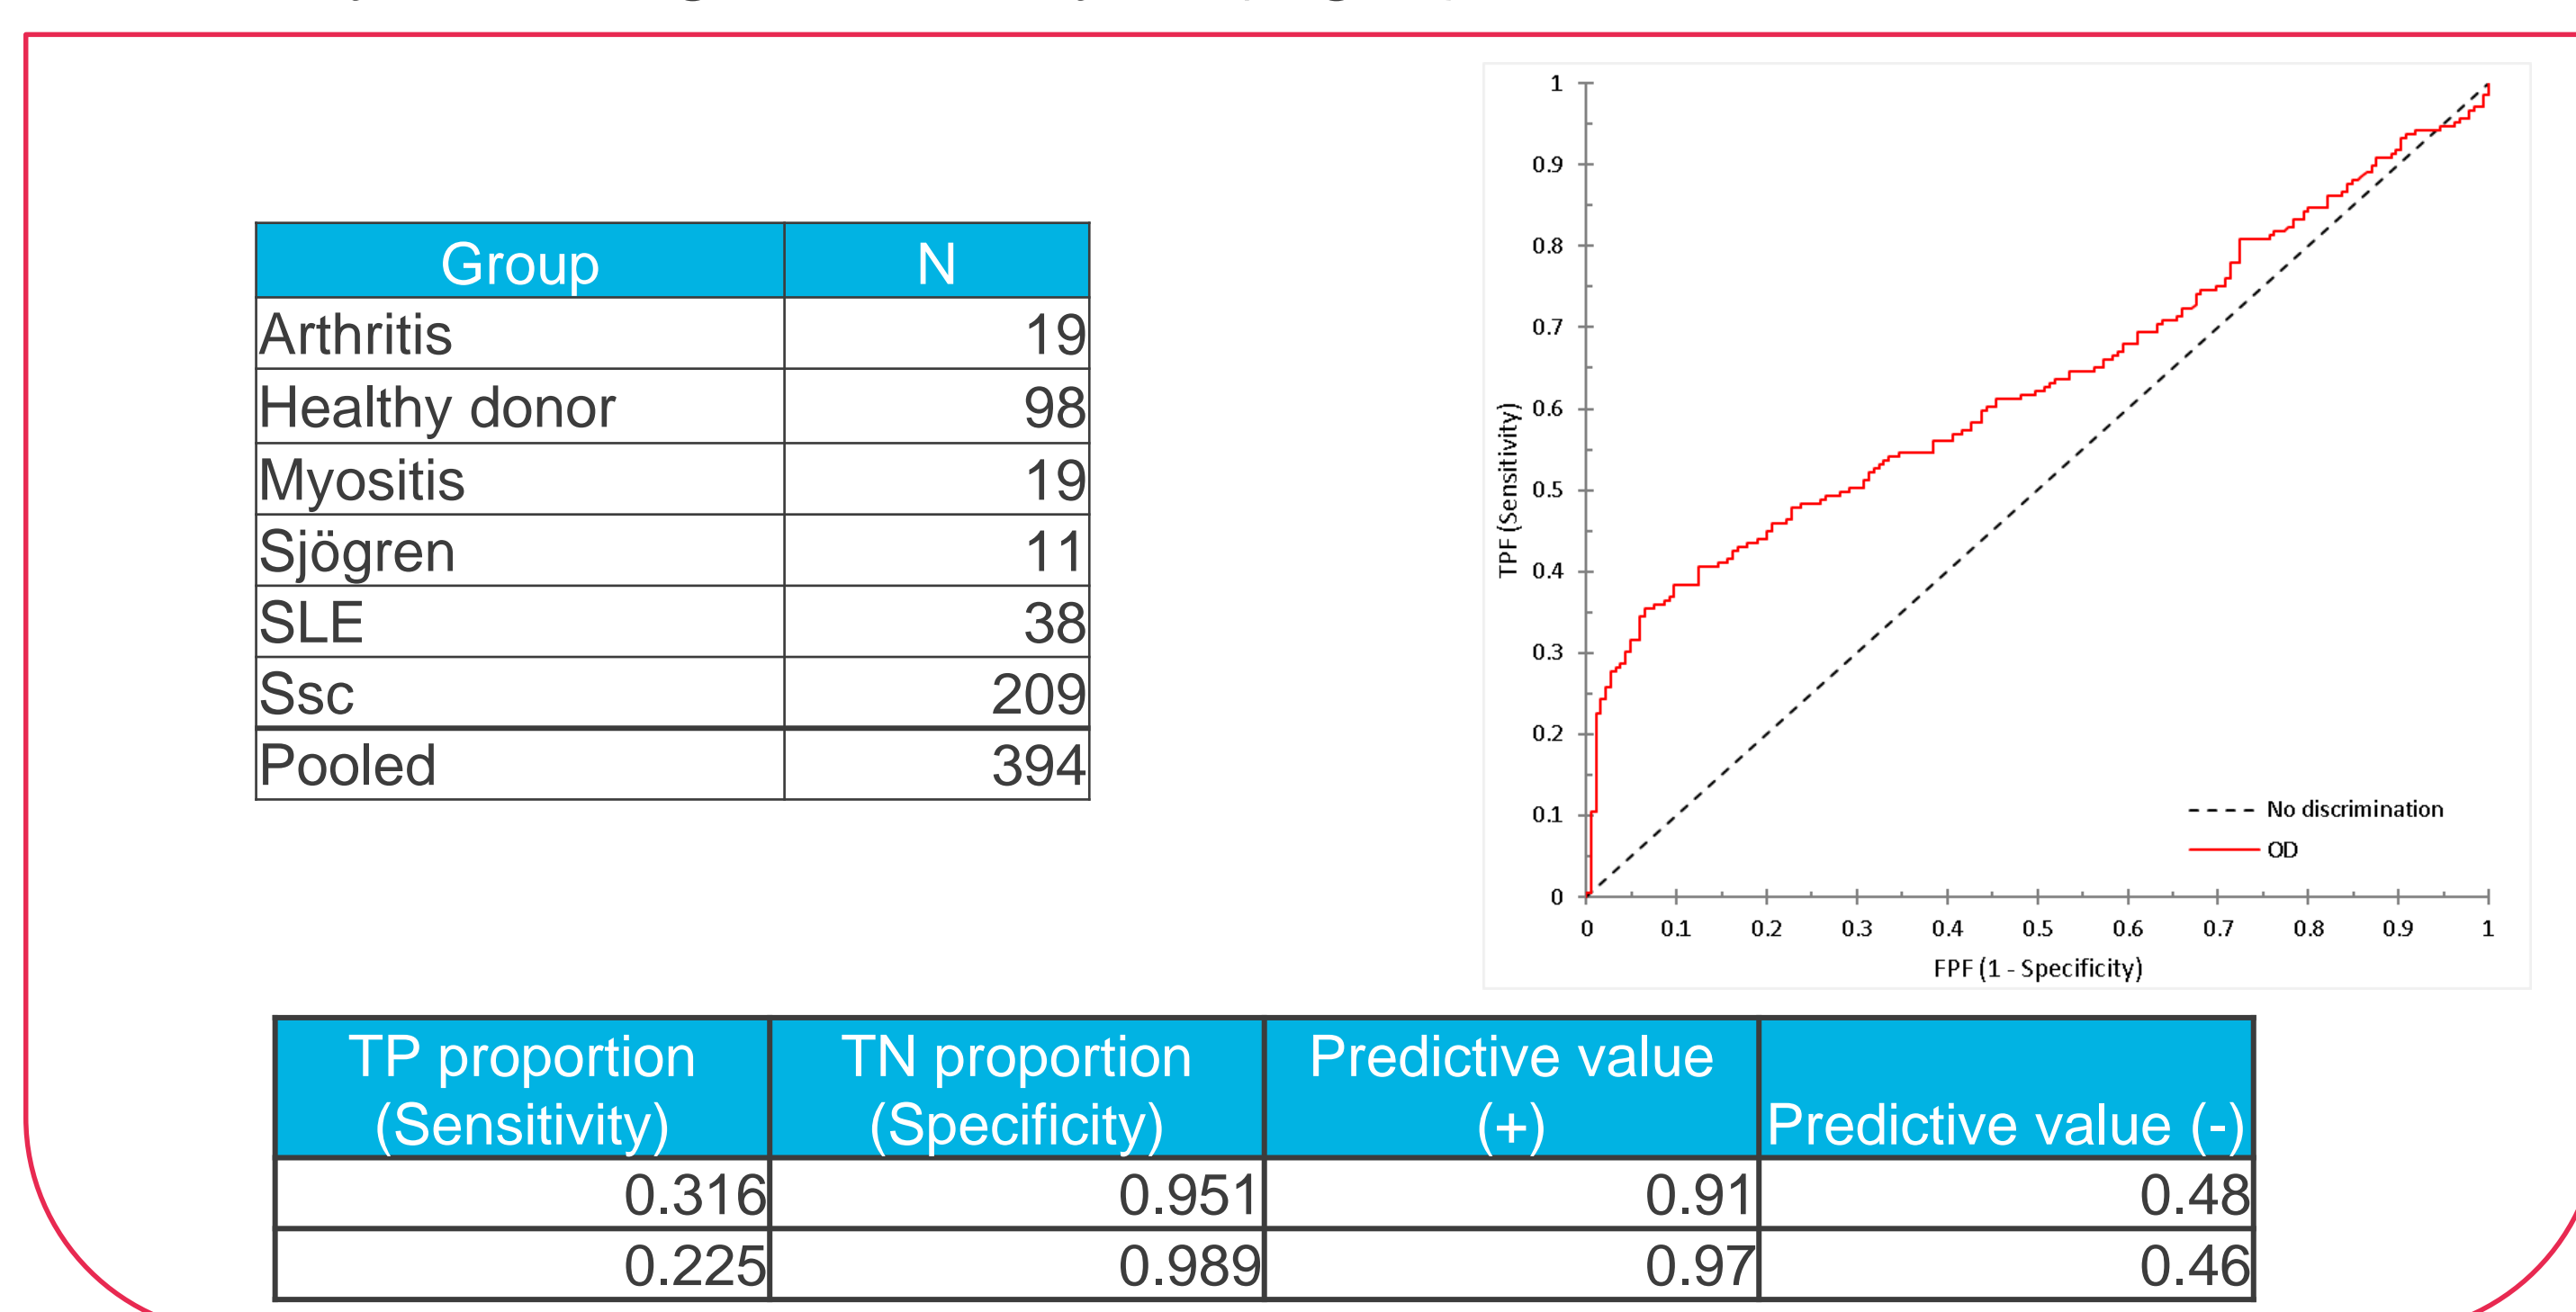 Group N
Arthritis 19
Healthy donor 98
Myositis 19
Sjögren 11
SLE 38
Ssc 209
Pooled 394
1
0.9
0.8
0.7
0.6
0.5
0.4
0.3
0.2
0.1
0
TPF (Sensitivity)
No discrimination
OD
0 0.1 0.2 0.3 0.4 0.5 0.6 0.7 0.8 0.9 1
FPF (1 - Specificity)
TP proportion (Sensitivity) TN proportion (Specificity) Predictive value (+) Predictive value (-)
0.316 0.951 0.91 0.48
0.225 0.989 0.97 0.46